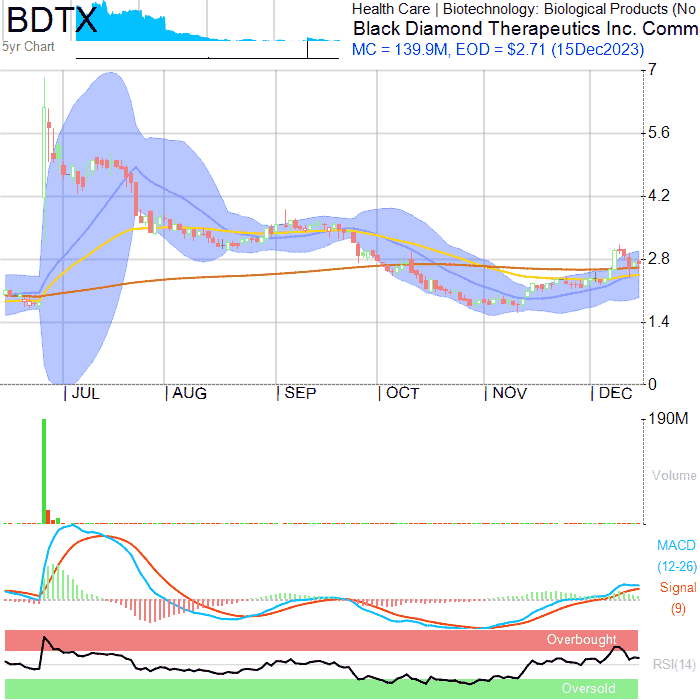 BDTX
5yr Chart
Health Care | Biotechnology: Biological Products (No
Black Diamond Therapeutics Inc. Comm
MC = 139.9M, EOD = $2.71 (15Dec2023)
7
5.6
4.2
2.8
1.4
0
JUL AUG SEP OCT NOV DEC
190M
Volume
MACD
(12-26)
Signal
(9)
Overbought
RSI(14)
Oversold